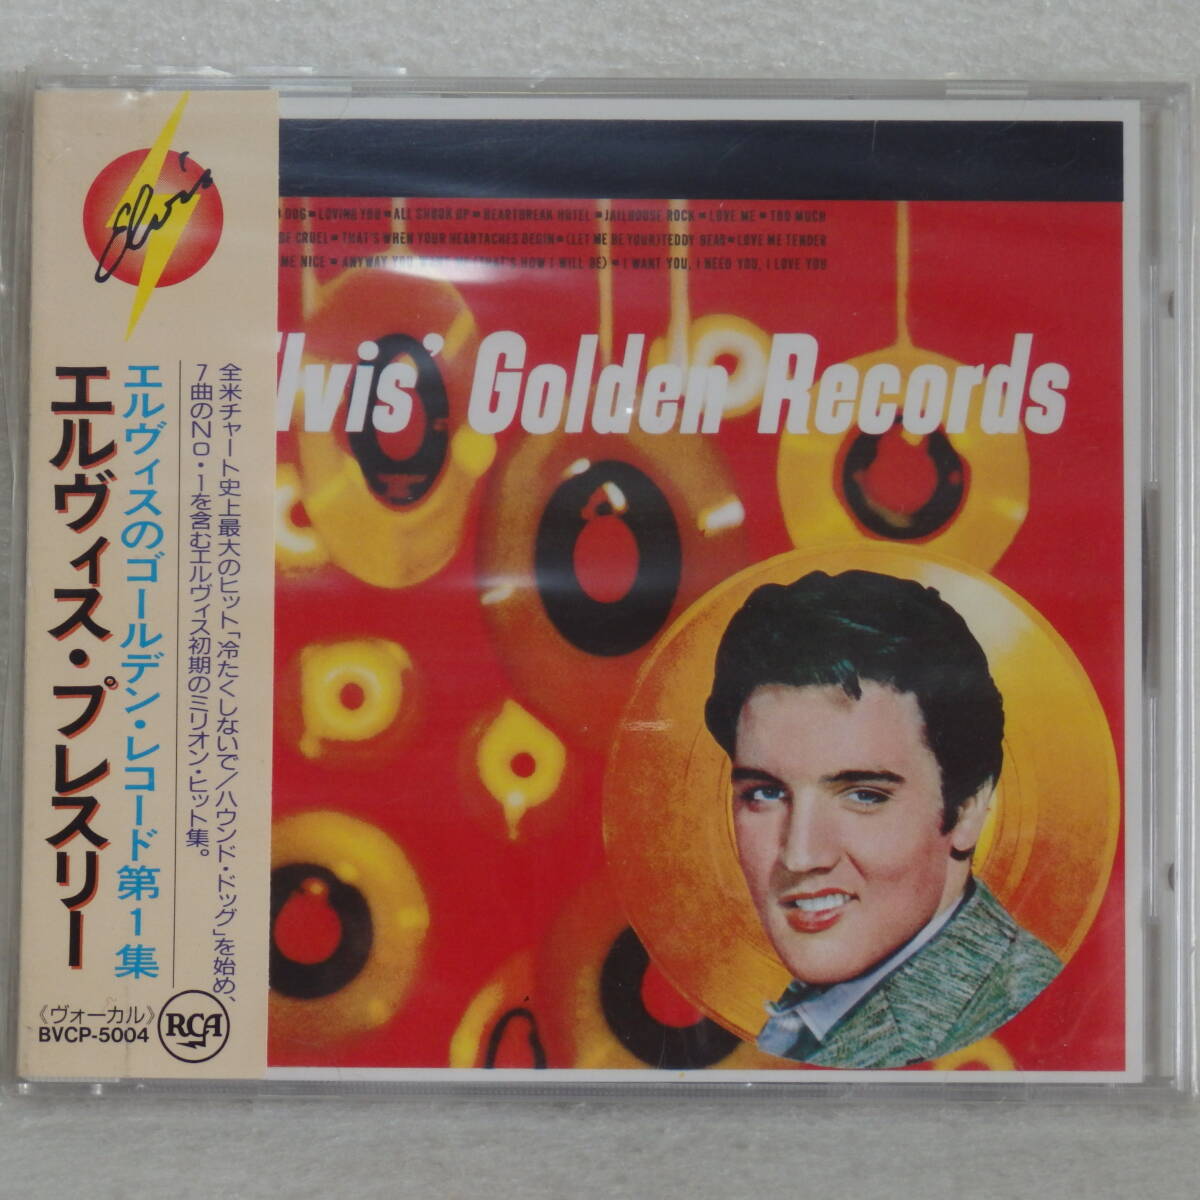 Elvis
エルヴィス・プレスリー
エルヴィスのゴールデン・レコード第1集
全米チャート史上最大のヒット「冷たくしないで/ハウンド・ドッグ」を始め、
7曲のNO・1を含むエルヴィス初期のミリオン・ヒット集。
《ヴォーカル》
BVCP-5004
RCA
DOG • LOVING YOU • ALL SHOOK UP • HEARTBREAK HOTEL • JAILHOUSE ROCK • LOVE ME • TOO MUCH
BE CRUEL • THAT'S WHEN YOUR HEARTACHES BEGIN • (LET ME BE YOUR) TEDDY BEAR • LOVE ME TENDER
ME NICE • ANYWAY YOU WANT ME (THAT'S HOW I WILL BE) • I WANT YOU, I NEED YOU, I LOVE YOU
lvis' Golden Records